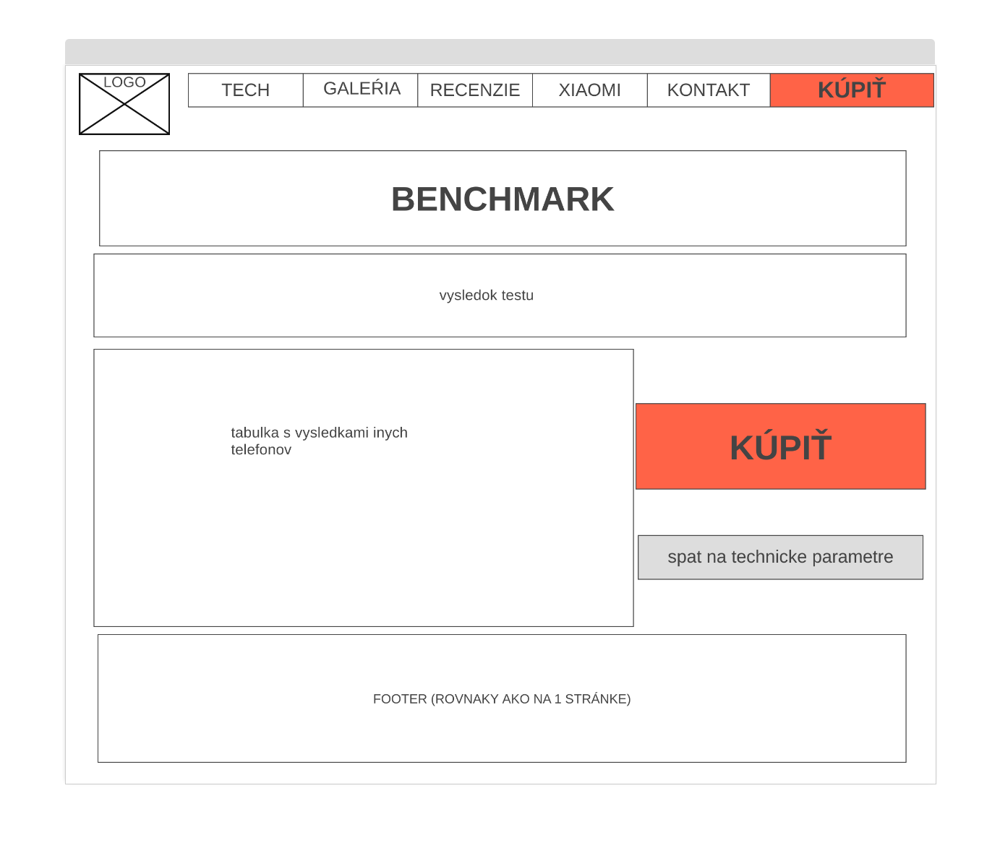 LOGO
TECH
GALEŔIA
RECENZIE
XIAOMI
KONTAKT
KÚPIŤ
BENCHMARK
vysledok testu
tabulka s vysledkami inych
telefonov
KÚPIŤ
spat na technicke parametre
FOOTER (ROVNAKY AKO NA 1 STRÁNKE)